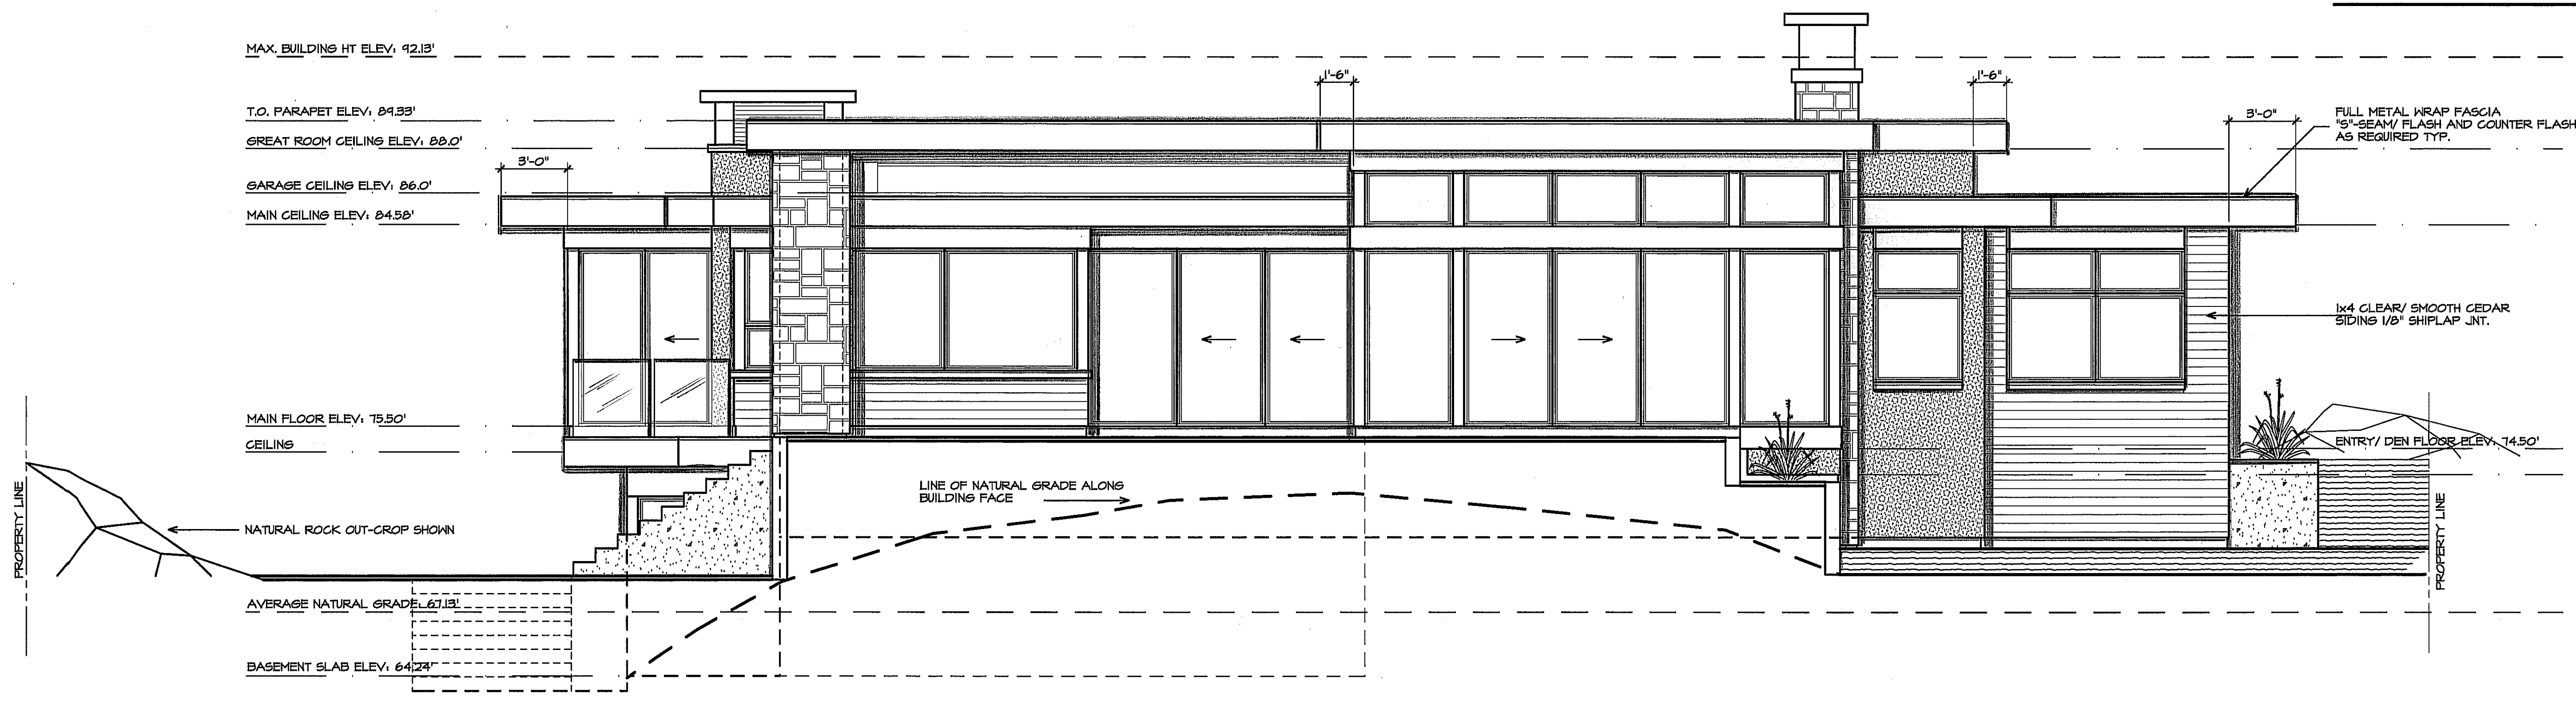 MAX. BUILDING HT ELEV: 92.13'
1'-6"
1'-6"
T.O. PARAPET ELEV: 89.33'
3'-0"
FULL METAL WRAP FASCIA
"S"-SEAM/ FLASH AND COUNTER FLASH
AS REQUIRED TYP.
GREAT ROOM CEILING ELEV: 88.0'
3'-0"
GARAGE CEILING ELEV: 86.0'
MAIN CEILING ELEV: 84.58'
1x4 CLEAR/ SMOOTH CEDAR
SIDING 1/8" SHIPLAP JNT.
MAIN FLOOR ELEV: 75.50'
CEILING
ENTRY/ DEN FLOOR ELEV: 74.50'
LINE OF NATURAL GRADE ALONG
BUILDING FACE
PROPERTY LINE
NATURAL ROCK OUT-CROP SHOWN
PROPERTY LINE
AVERAGE NATURAL GRADE: 67.13'
BASEMENT SLAB ELEV: 64.24'